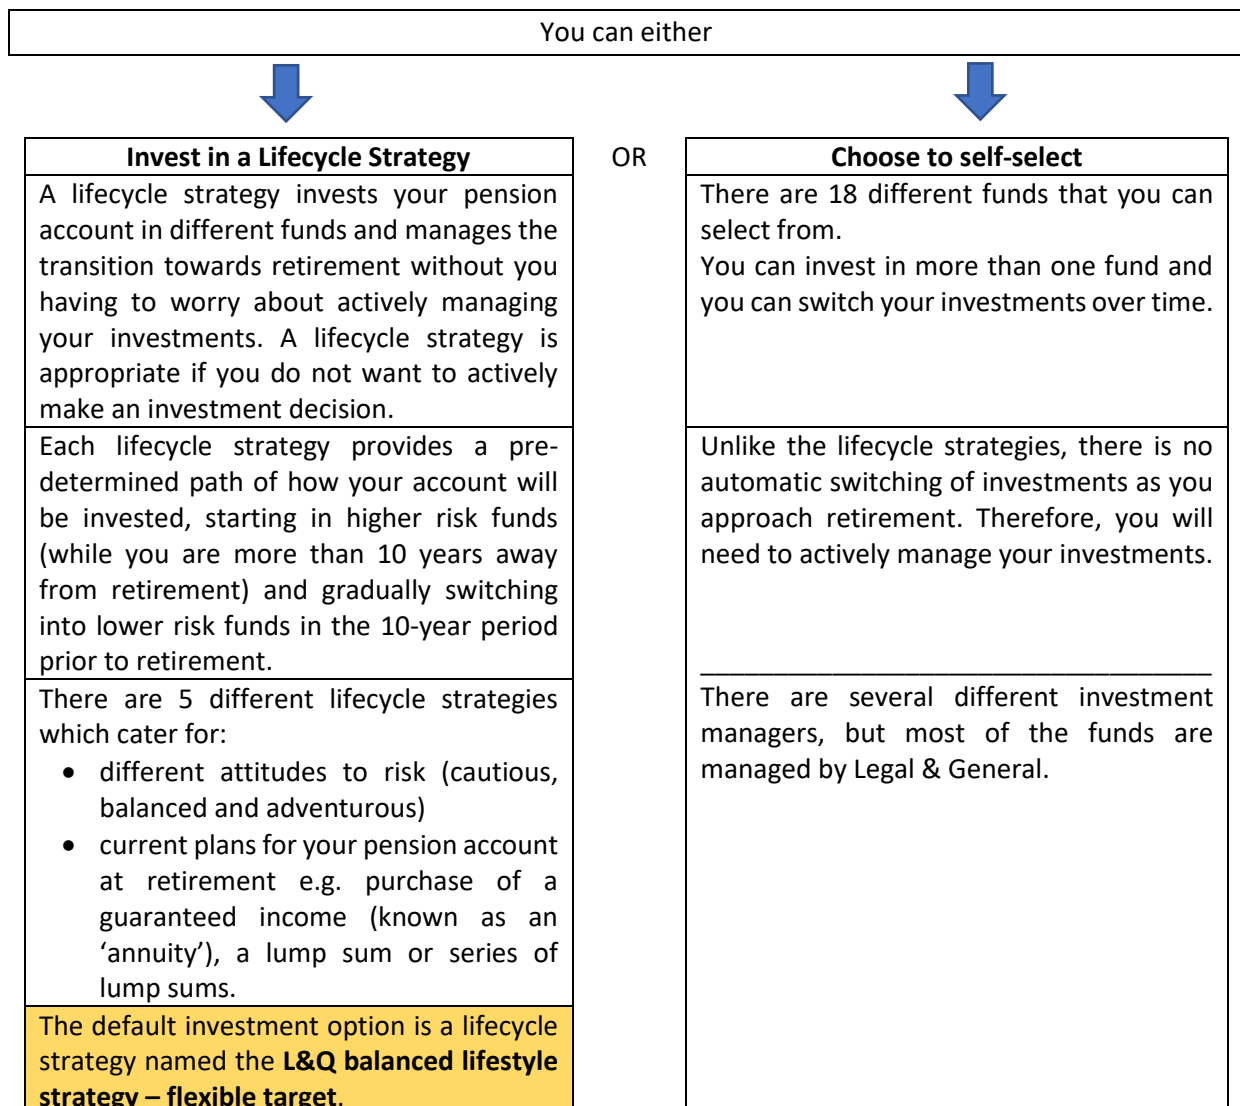 You can either
Invest in a Lifecycle Strategy
A lifecycle strategy invests your pension
account in different funds and manages the
transition towards retirement without you
having to worry about actively managing
your investments. A lifecycle strategy is
appropriate if you do not want to actively
make an investment decision.
Each lifecycle strategy provides a pre-
determined path of how your account will
be invested, starting in higher risk funds
(while you are more than 10 years away
from retirement) and gradually switching
into lower risk funds in the 10-year period
prior to retirement.
There are 5 different lifecycle strategies
which cater for:
• different attitudes to risk (cautious,
balanced and adventurous)
• current plans for your pension account
at retirement e.g. purchase of a
guaranteed income (known as an
‘annuity’), a lump sum or series of
lump sums.
The default investment option is a lifecycle
strategy named the L&Q balanced lifestyle
strategy – flexible target.
OR
Choose to self-select
There are 18 different funds that you can
select from.
You can invest in more than one fund and
you can switch your investments over time.
Unlike the lifecycle strategies, there is no
automatic switching of investments as you
approach retirement. Therefore, you will
need to actively manage your investments.
There are several different investment
managers, but most of the funds are
managed by Legal & General.